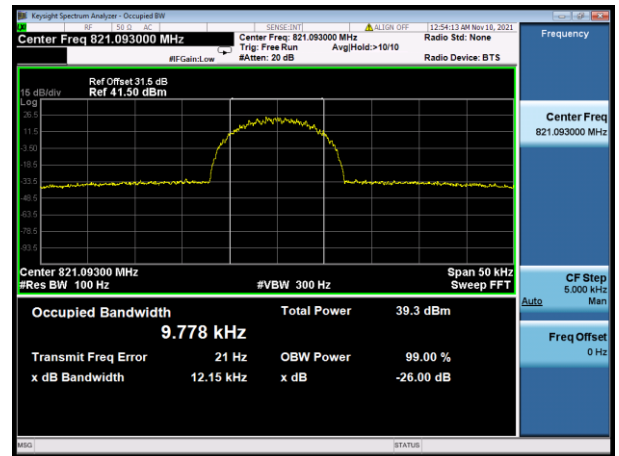 Keysight Spectrum Analyzer - Occupied BW
RF 50 Ω AC SENSE:INT ALIGN OFF 12:54:13 AM Nov 10, 2021
Center Freq 821.093000 MHz
Center Freq: 821.093000 MHz
Radio Std: None
Trig: Free Run Avg|Hold:>10/10
#IFGain:Low
#Atten: 20 dB
Radio Device: BTS
Frequency
Ref Offset 31.5 dB
15 dB/div Ref 41.50 dBm
Log
26.5
11.5
-3.50
-18.5
-33.5
-48.5
-63.5
-78.5
-93.5
Center 821.09300 MHz
Span 50 kHz
#Res BW 100 Hz
#VBW 300 Hz
Sweep FFT
Occupied Bandwidth
9.778 kHz
Total Power 39.3 dBm
Transmit Freq Error 21 Hz
OBW Power 99.00 %
x dB Bandwidth 12.15 kHz
x dB -26.00 dB
Center Freq
821.093000 MHz
CF Step
5.000 kHz
Auto Man
Freq Offset
0 Hz
MSG
STATUS